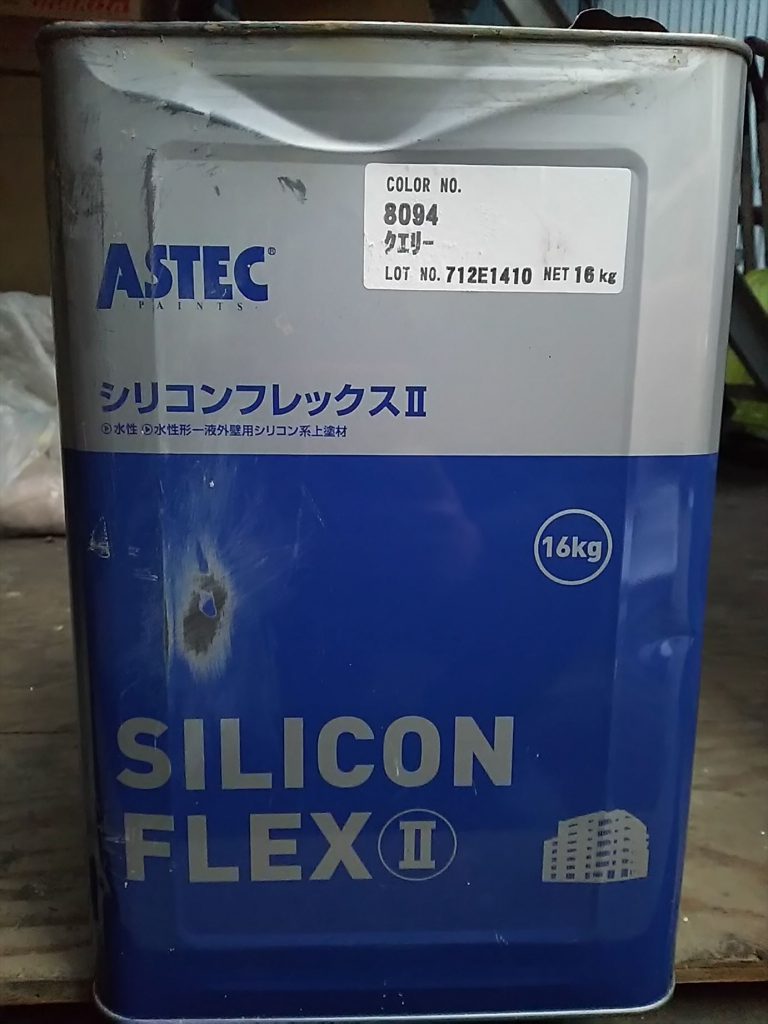 COLOR NO.
8094
クエリー
LOT NO. 712E1410 NET 16 kg
ASTEC®
PAINTS
シリコンフレックスⅡ
水性 水性形一液外壁用シリコン系上塗材
16kg
SILICON
FLEX Ⅱ